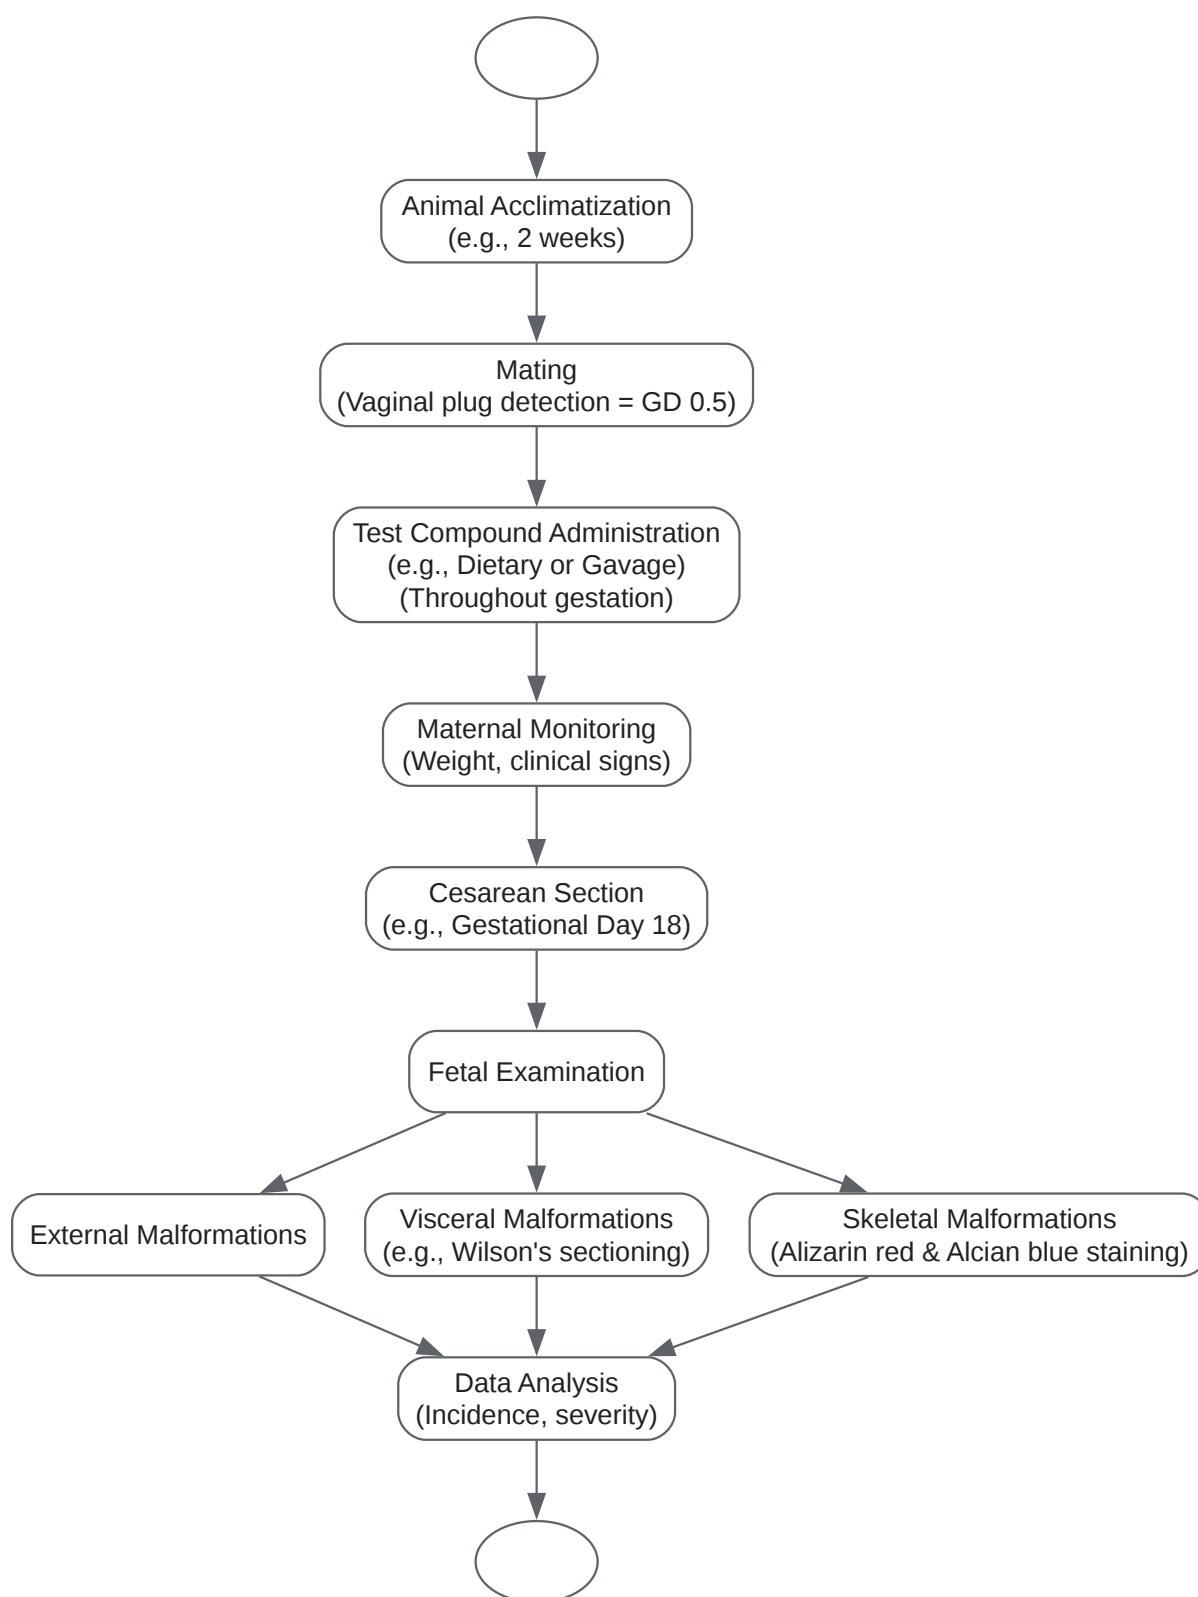 Animal Acclimatization
(e.g., 2 weeks)
Mating
(Vaginal plug detection = GD 0.5)
Test Compound Administration
(e.g., Dietary or Gavage)
(Throughout gestation)
Maternal Monitoring
(Weight, clinical signs)
Cesarean Section
(e.g., Gestational Day 18)
Fetal Examination
External Malformations
Visceral Malformations
(e.g., Wilson's sectioning)
Skeletal Malformations
(Alizarin red & Alcian blue staining)
Data Analysis
(Incidence, severity)